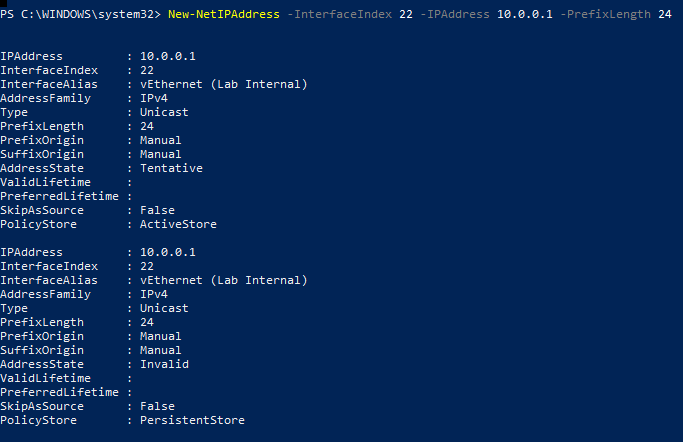 PS C:\WINDOWS\system32> New-NetIPAddress -InterfaceIndex 22 -IPAddress 10.0.0.1 -PrefixLength 24
IPAddress : 10.0.0.1
InterfaceIndex : 22
InterfaceAlias : vEthernet (Lab Internal)
AddressFamily : IPv4
Type : Unicast
PrefixLength : 24
PrefixOrigin : Manual
SuffixOrigin : Manual
AddressState : Tentative
ValidLifetime :
PreferredLifetime :
SkipAsSource : False
PolicyStore : ActiveStore
IPAddress : 10.0.0.1
InterfaceIndex : 22
InterfaceAlias : vEthernet (Lab Internal)
AddressFamily : IPv4
Type : Unicast
PrefixLength : 24
PrefixOrigin : Manual
SuffixOrigin : Manual
AddressState : Invalid
ValidLifetime :
PreferredLifetime :
SkipAsSource : False
PolicyStore : PersistentStore